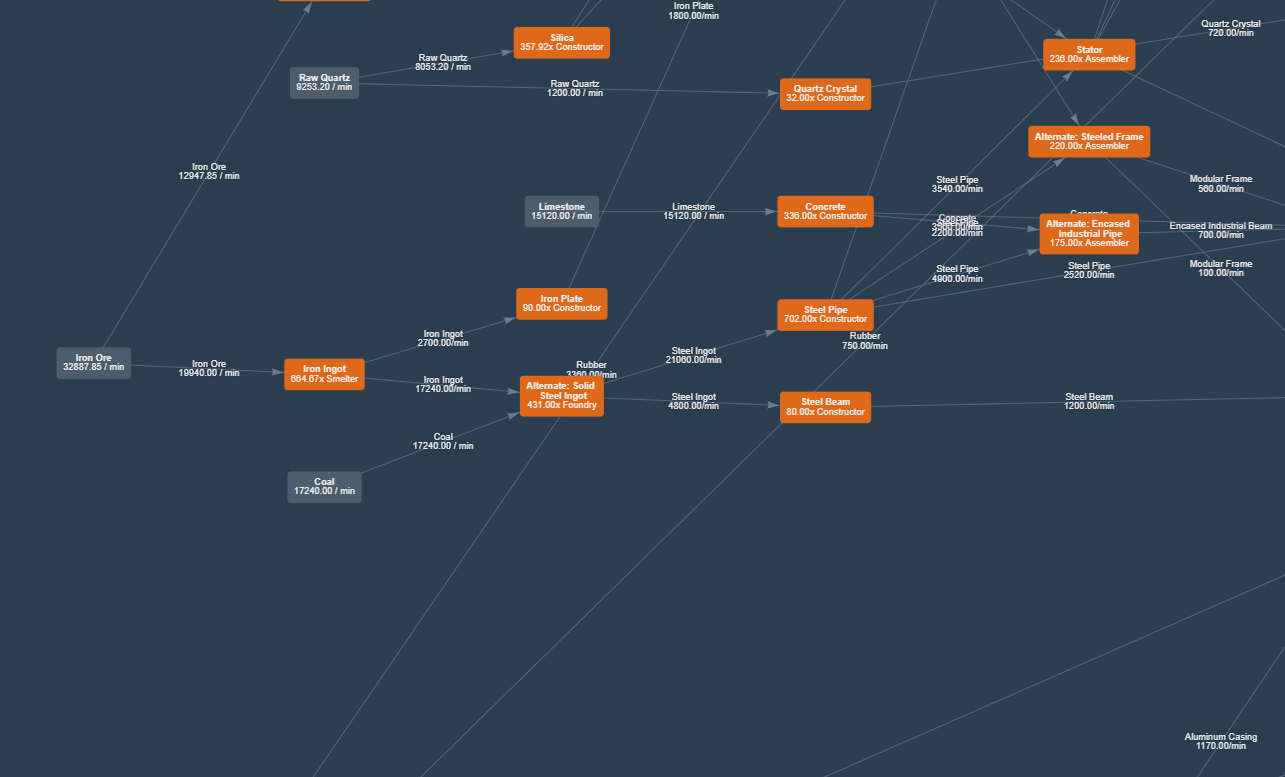 Iron Plate
1800.00/min
Quartz Crystal
720.00/min
Silica
357.92x Constructor
Stator
236.00x Assembler
Raw Quartz
8053.20 / min
Raw Quartz
9253.20 / min
Raw Quartz
1200.00 / min
Quartz Crystal
32.00x Constructor
Alternate: Steeled Frame
220.00x Assembler
Iron Ore
12947.85 / min
Steel Pipe
3540.00/min
Modular Frame
560.00/min
Limestone
15120.00 / min
Limestone
15120.00 / min
Concrete
336.00x Constructor
Concrete
2200.00/min
Concrete
Alternate: Encased
Industrial Pipe
175.00x Assembler
Encased Industrial Beam
700.00/min
Steel Pipe
4900.00/min
Steel Pipe
2520.00/min
Modular Frame
100.00/min
Iron Plate
90.00x Constructor
Steel Pipe
702.00x Constructor
Rubber
750.00/min
Iron Ingot
2700.00/min
Iron Ore
32887.85 / min
Iron Ore
19940.00 / min
Iron Ingot
664.67x Smelter
Steel Ingot
21060.00/min
Rubber
3360.00/min
Iron Ingot
17240.00/min
Alternate: Solid
Steel Ingot
431.00x Foundry
Steel Ingot
4800.00/min
Steel Beam
80.00x Constructor
Steel Beam
1200.00/min
Coal
17240.00 / min
Coal
17240.00 / min
Aluminum Casing
1170.00/min